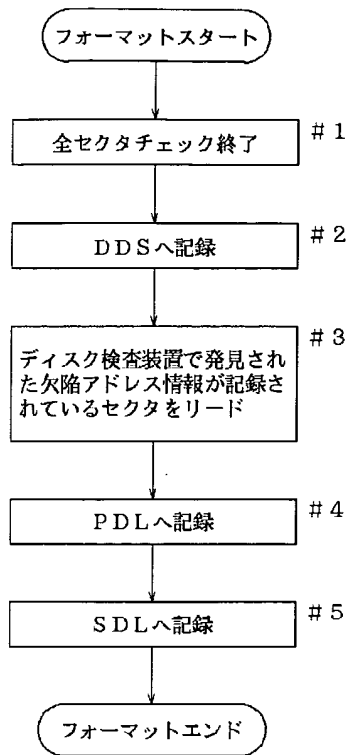 フォーマットスタート
全セクタチェック終了
#1
DDSへ記録
#2
ディスク検査装置で発見され
た欠陥アドレス情報が記録さ
れているセクタをリード
#3
PDLへ記録
#4
SDLへ記録
#5
フォーマットエンド